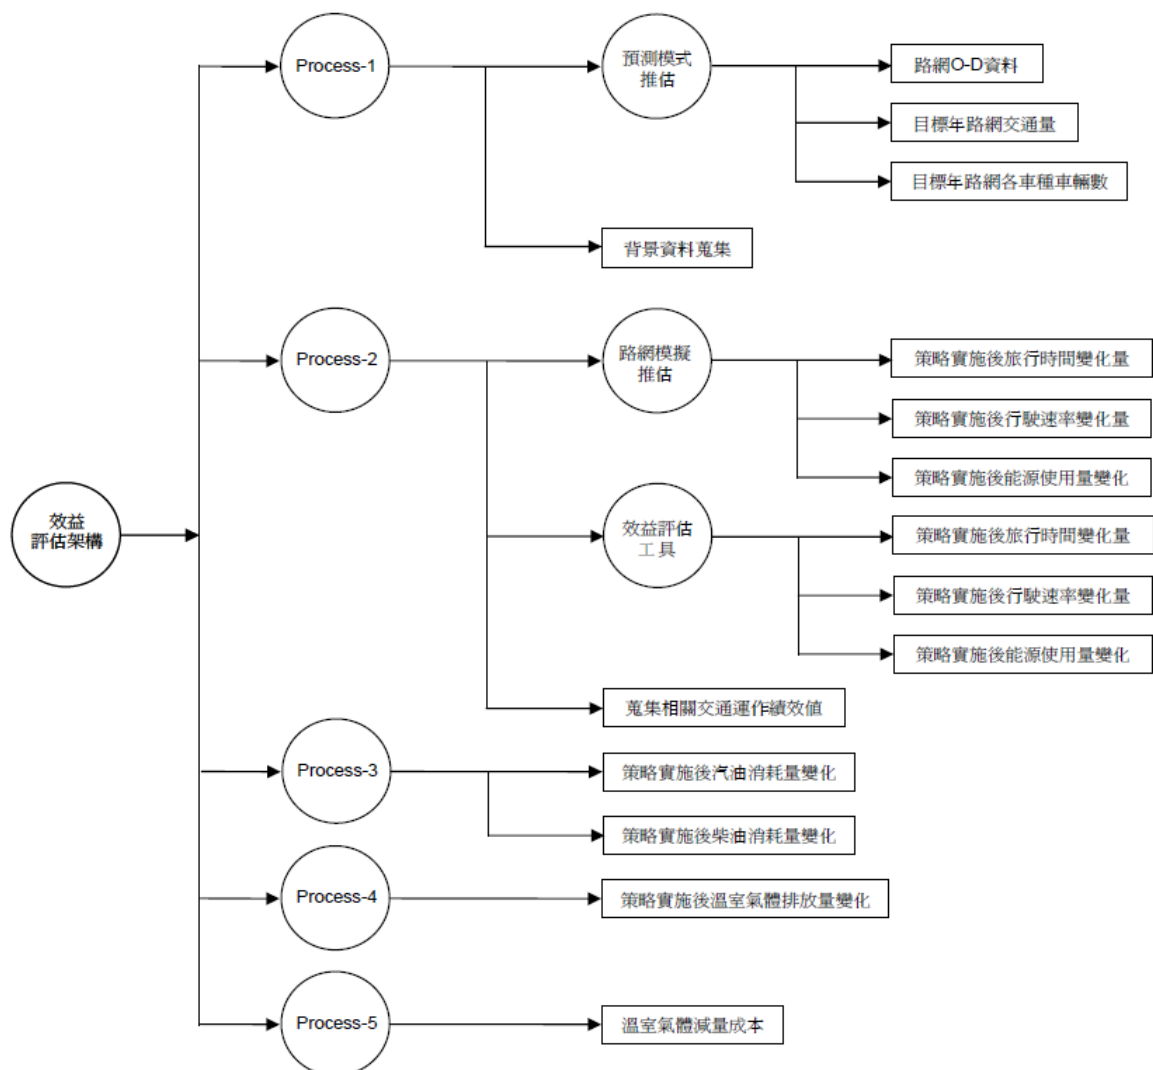 Process-1
預測模式
推估
路網O-D資料
目標年路網交通量
目標年路網各車種車輛數
背景資料蒐集
Process-2
路網模擬
推估
策略實施後旅行時間變化量
策略實施後行駛速率變化量
策略實施後能源使用量變化
效益
評估架構
效益評估
工具
策略實施後旅行時間變化量
策略實施後行駛速率變化量
策略實施後能源使用量變化
蒐集相關交通運作績效值
Process-3
策略實施後汽油消耗量變化
策略實施後柴油消耗量變化
Process-4
策略實施後溫室氣體排放量變化
Process-5
溫室氣體減量成本